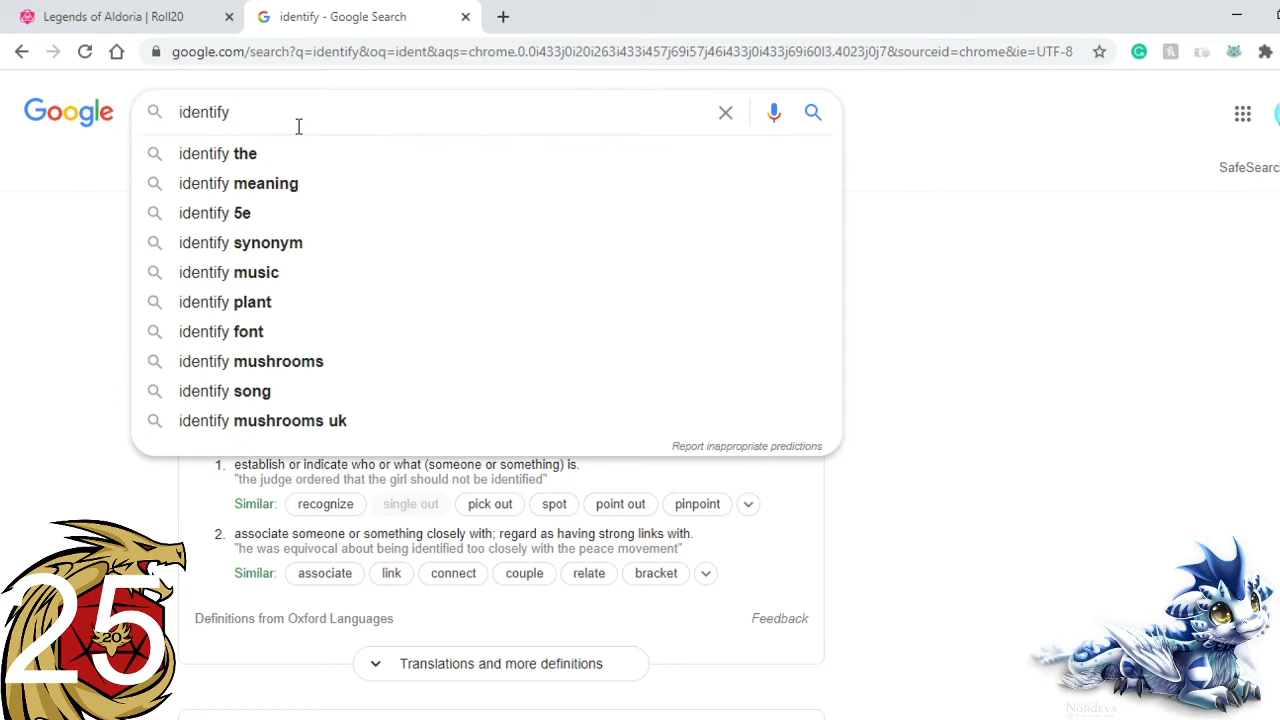 Legends of Aldoria | Roll20
identify - Google Search
google.com/search?q=identify&oq=ident&aqs=chrome.0.0i433j0i20i263i433i457j69i57j46i433j0i433j69i60l3.4023j0j7&sourceid=chrome&ie=UTF-8
Google
identify
SafeSearc
identify the
identify meaning
identify 5e
identify synonym
identify music
identify plant
identify font
identify mushrooms
identify song
identify mushrooms uk
Report inappropriate predictions
1. establish or indicate who or what (someone or something) is.
"the judge ordered that the girl should not be identified"
Similar: recognize single out pick out spot point out pinpoint
2. associate someone or something closely with; regard as having strong links with.
"he was equivocal about being identified too closely with the peace movement"
Similar: associate link connect couple relate bracket
Definitions from Oxford Languages
Feedback
Translations and more definitions
25
20
NORDEVA